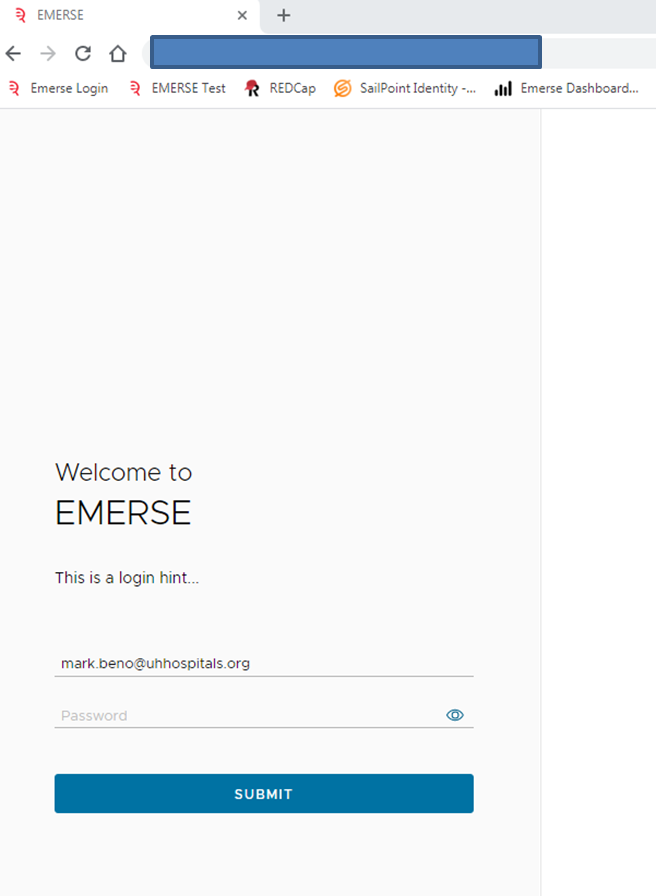 EMERSE
Emerse Login EMERSE Test REDCap SailPoint Identity -... Emerse Dashboard...
Welcome to
EMERSE
This is a login hint...
mark.beno@uhhospitals.org
Password
SUBMIT